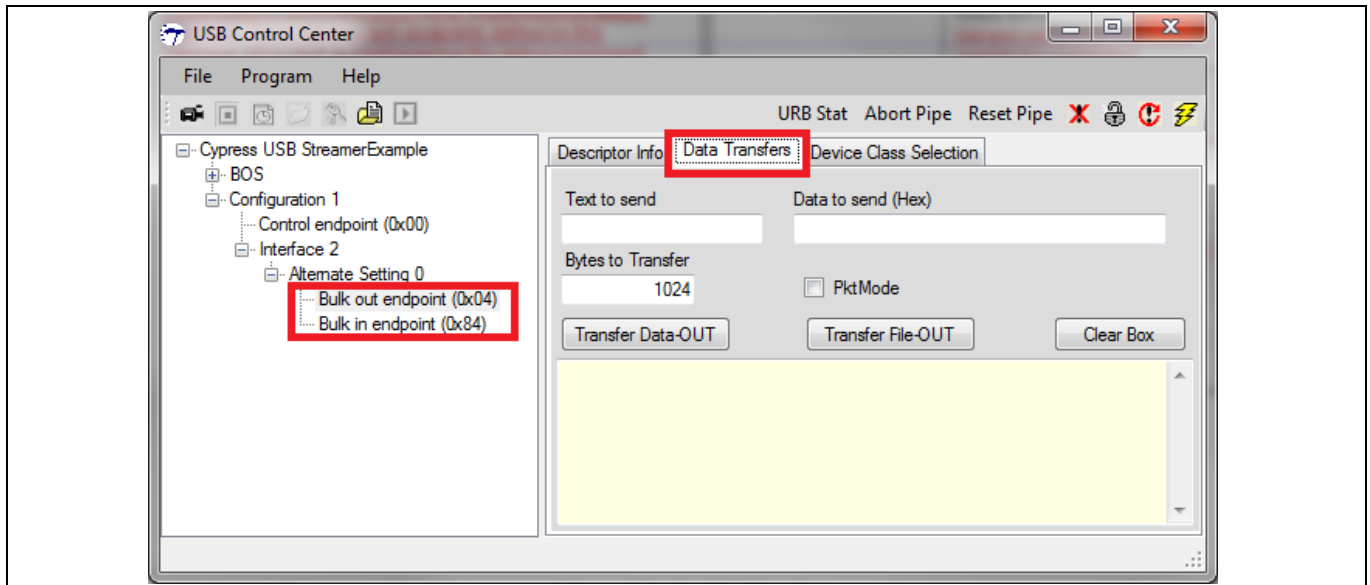 USB Control Center
File Program Help
URB Stat Abort Pipe Reset Pipe
Cypress USB StreamerExample
BOS
Configuration 1
Control endpoint (0x00)
Interface 2
Alternate Setting 0
Bulk out endpoint (0x04)
Bulk in endpoint (0x84)
Descriptor Info Data Transfers Device Class Selection
Text to send Data to send (Hex)
Bytes to Transfer
1024 PktMode
Transfer Data-OUT Transfer File-OUT Clear Box